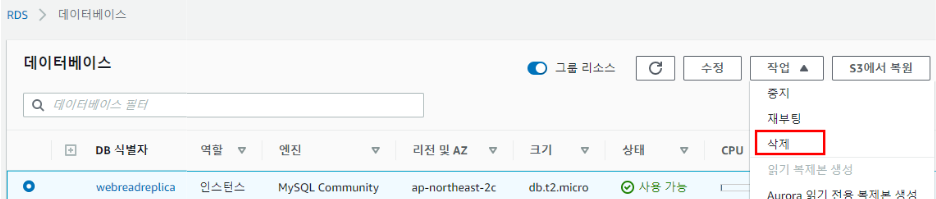 RDS > 데이터베이스
데이터베이스
그룹 리소스
수정
작업 ▲
S3에서 복원
데이터베이스 필터
중지
재부팅
삭제
읽기 복제본 생성
Aurora 읽기 전용 복제본 생성
DB 식별자 역할 엔진 리전 및 AZ 크기 상태 CPU
webreadreplica 인스턴스 MySQL Community ap-northeast-2c db.t2.micro 사용 가능